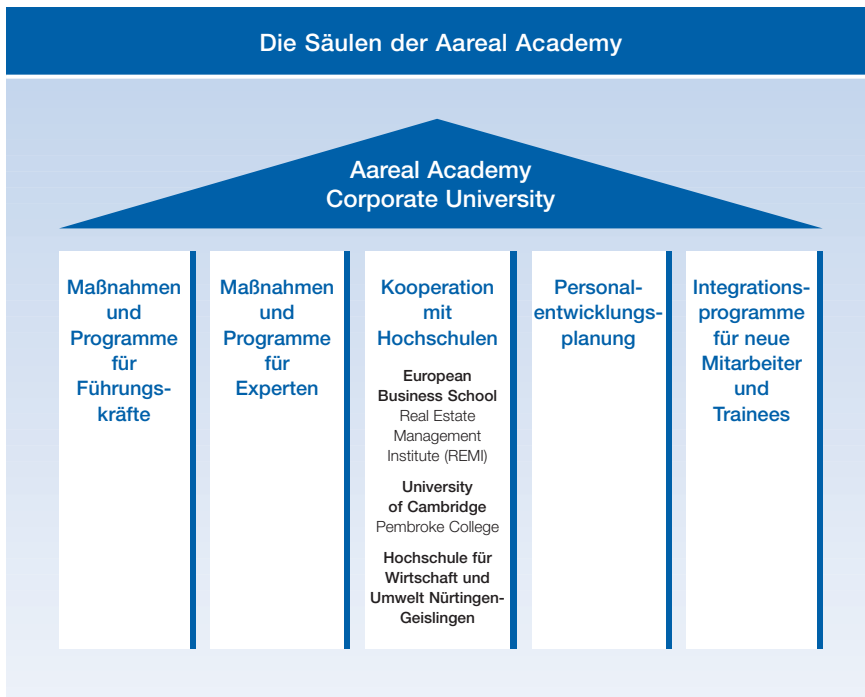 Die Säulen der Aareal Academy
Aareal Academy
Corporate University
Maßnahmen
und
Programme
für
Führungs-
kräfte
Maßnahmen
und
Programme
für
Experten
Kooperation
mit
Hochschulen
European
Business School
Real Estate
Management
Institute (REMI)
University
of Cambridge
Pembroke College
Hochschule für
Wirtschaft und
Umwelt Nürtingen-
Geislingen
Personal-
entwicklungs-
planung
Integrations-
programme
für neue
Mitarbeiter
und
Trainees